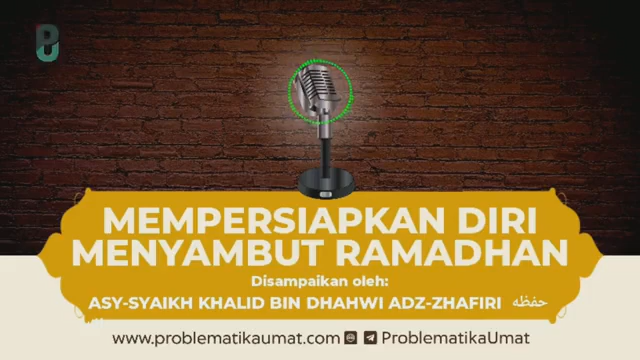 MEMPERSIAPKAN DIRI
MENYAMBUT RAMADHAN
Disampaikan oleh:
ASY-SYAIKH KHALID BIN DHAHWI ADZ-ZHAFIRI حفظه
www.problematikaumat.com ProblematikaUmat